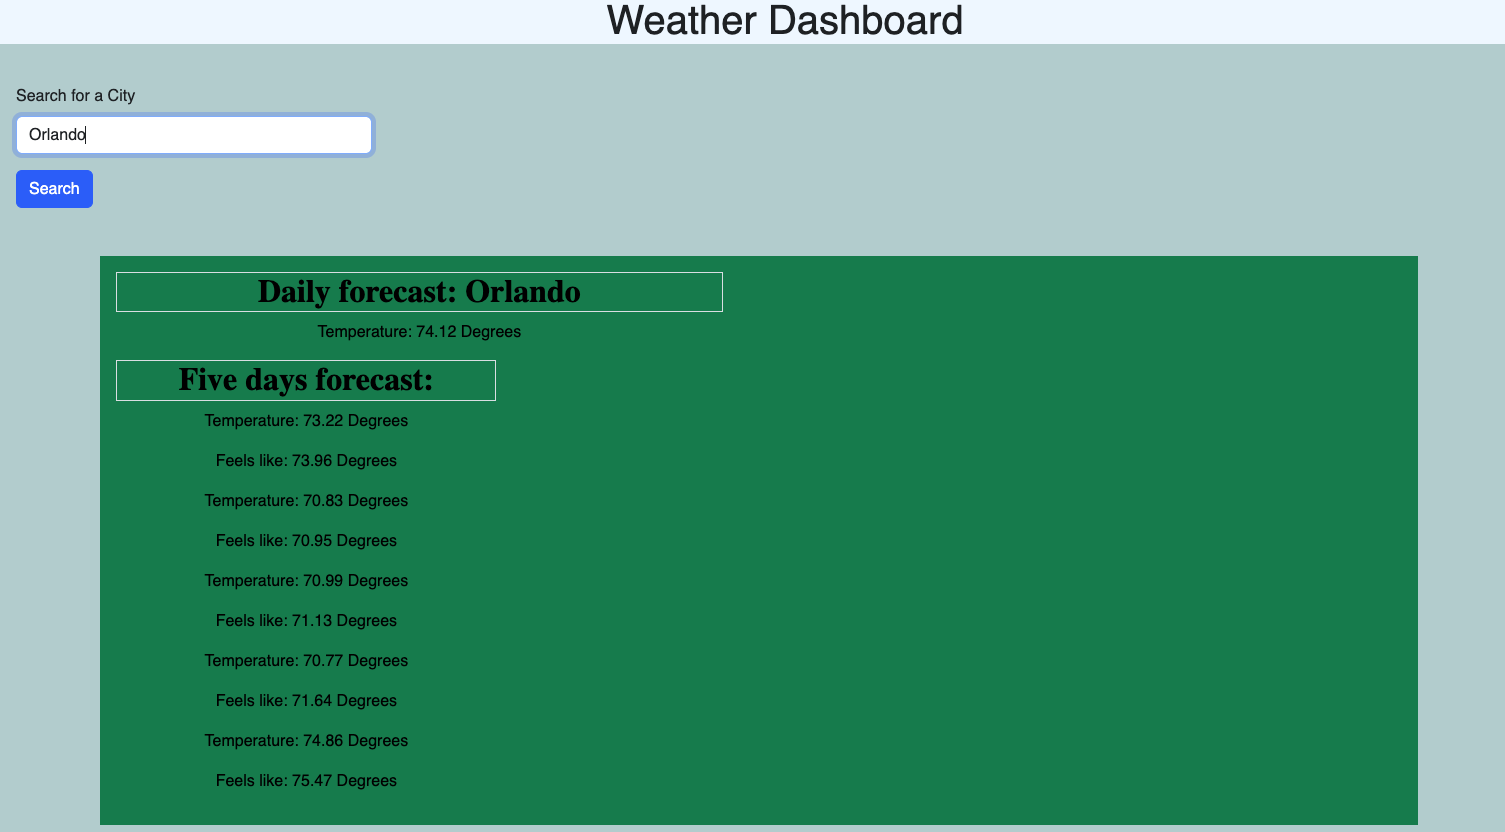 Weather Dashboard
Search for a City
Orlando
Search
Daily forecast: Orlando
Temperature: 74.12 Degrees
Five days forecast:
Temperature: 73.22 Degrees
Feels like: 73.96 Degrees
Temperature: 70.83 Degrees
Feels like: 70.95 Degrees
Temperature: 70.99 Degrees
Feels like: 71.13 Degrees
Temperature: 70.77 Degrees
Feels like: 71.64 Degrees
Temperature: 74.86 Degrees
Feels like: 75.47 Degrees